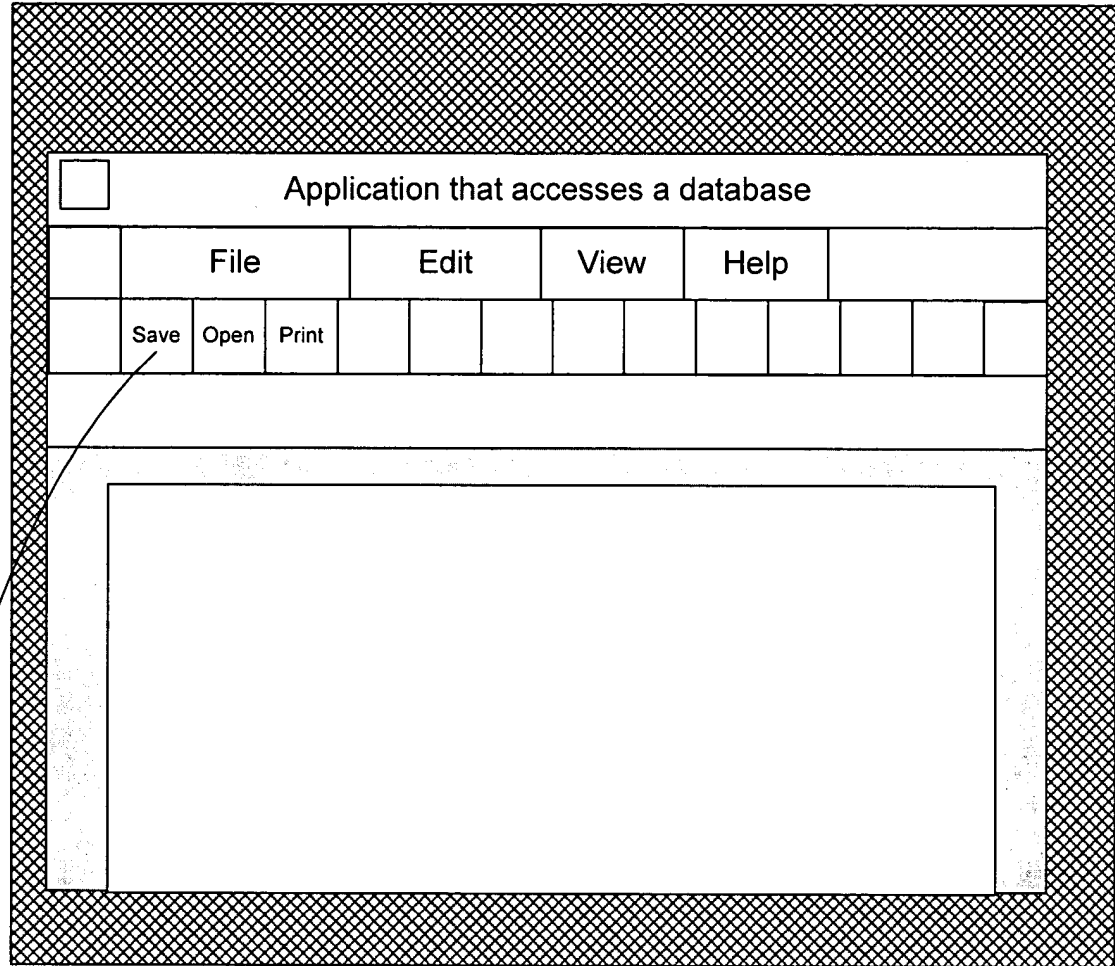 Application that accesses a database
File Edit View Help
Save Open Print